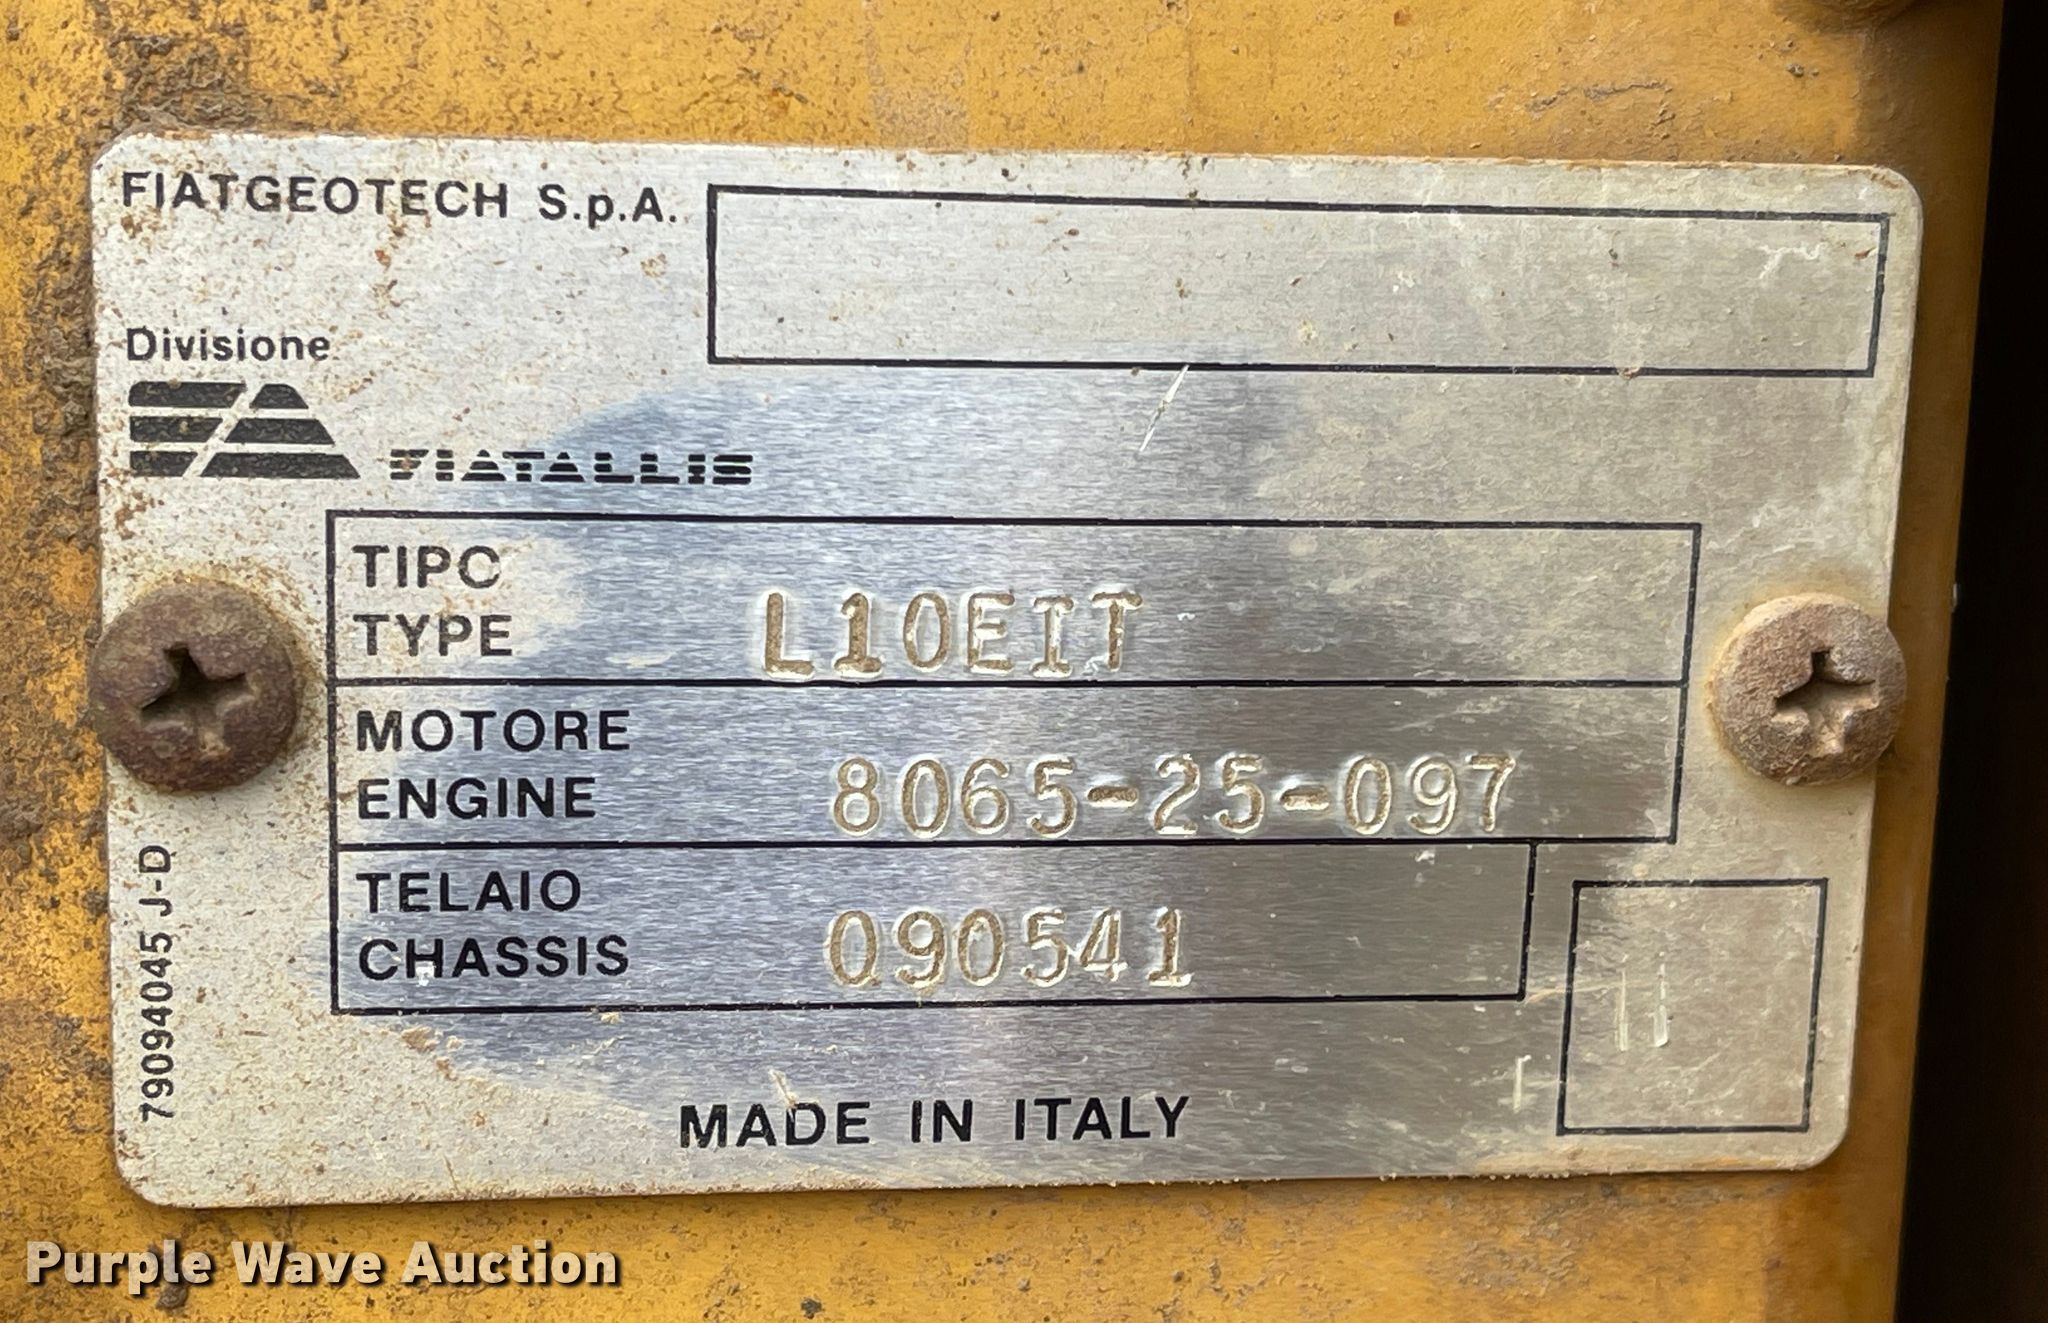 FIATGEOTECH S.p.A.
Divisione
FIATALLIS
TIPO
TYPE L10EIT
MOTORE
ENGINE 8065-25-097
TELAIO
CHASSIS 090541
79094045 J-D
MADE IN ITALY
Purple Wave Auction